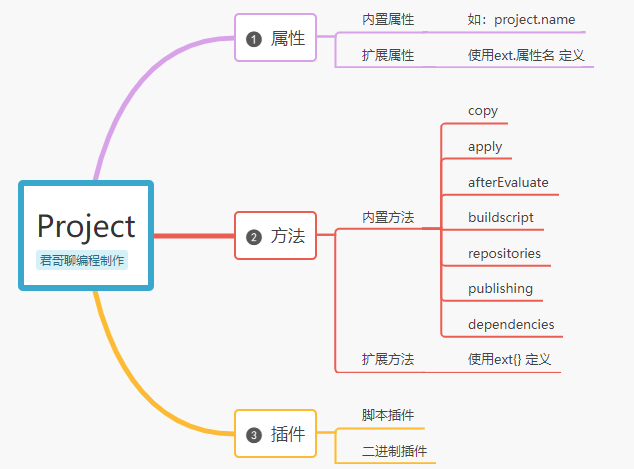 Project
君哥聊编程制作
1 属性
内置属性
如：project.name
扩展属性
使用ext.属性名 定义
2 方法
内置方法
copy
apply
afterEvaluate
buildscript
repositories
publishing
dependencies
扩展方法
使用ext{} 定义
3 插件
脚本插件
二进制插件